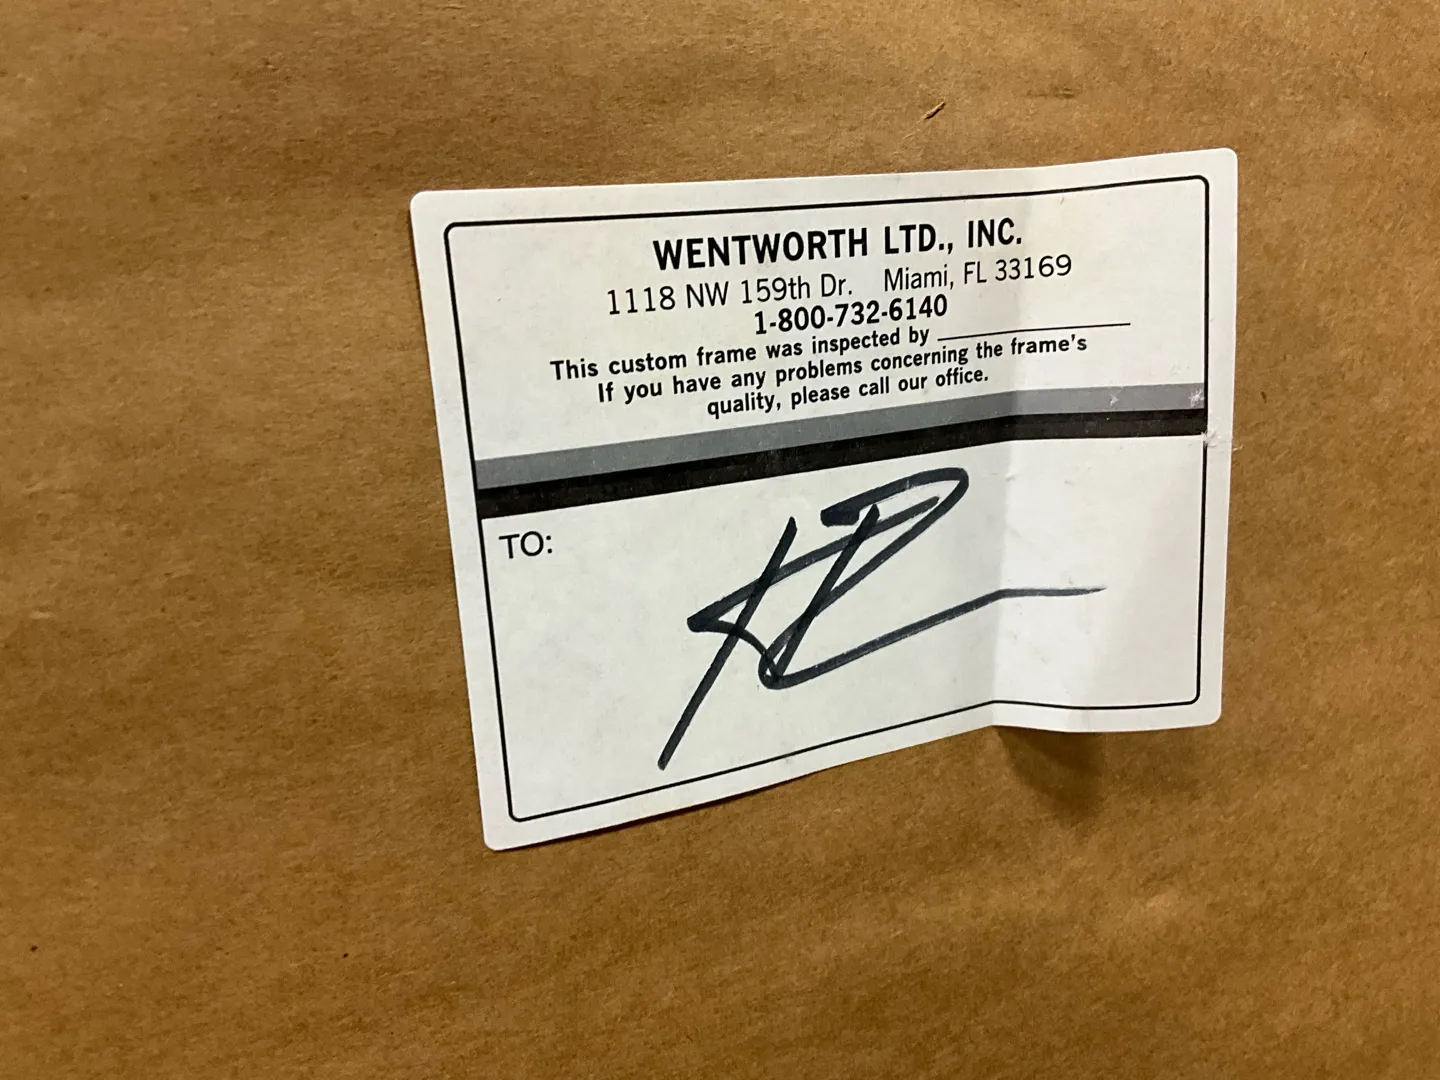 WENTWORTH LTD., INC.
1118 NW 159th Dr. Miami, FL 33169
1-800-732-6140
This custom frame was inspected by
If you have any problems concerning the frame's
quality, please call our office.
TO: